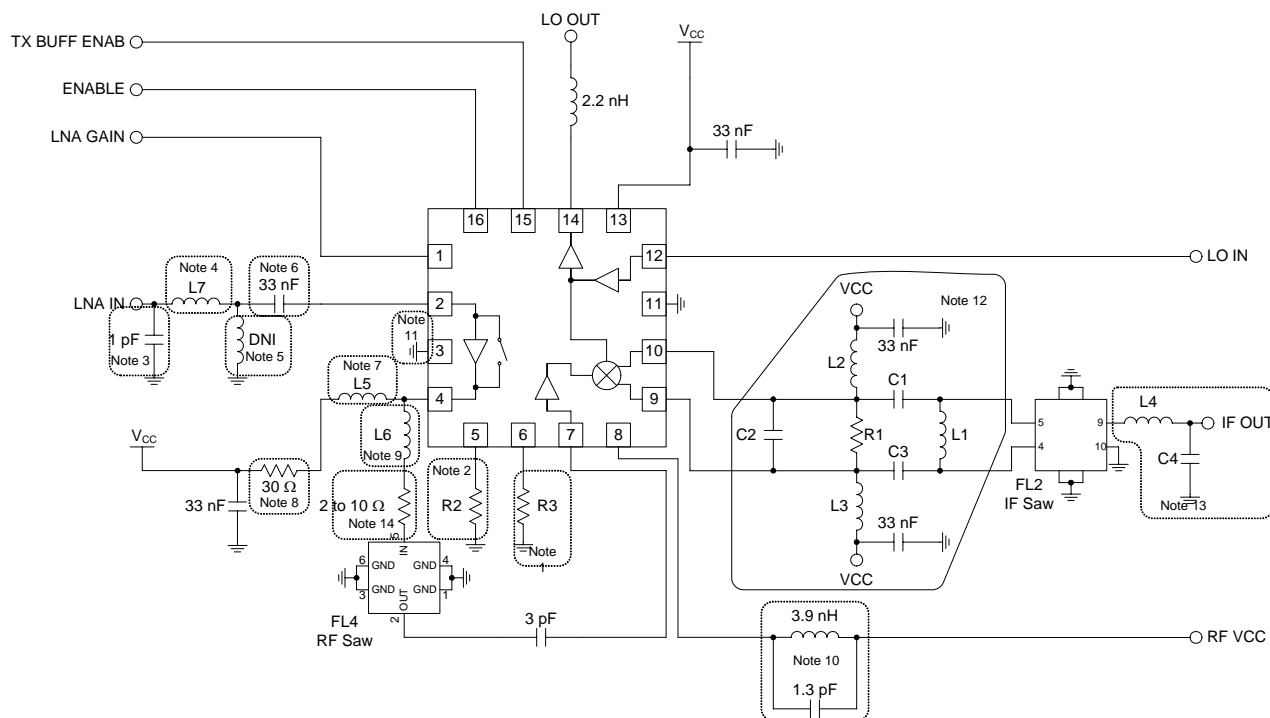 LO OUT
TX BUFF ENAB
V_CC
ENABLE
2.2 nH
LNA GAIN
33 nF
16
15
14
13
1
12
LO IN
Note 4
L7
Note 6
33 nF
LNA IN
2
11
VCC
Note 12
1 pF
Note 3
DNI
Note 5
Note
11
3
10
33 nF
L2
Note 7
L5
4
9
C1
C2
R1
L1
C3
5
4
9
10
L4
IF OUT
C4
V_CC
L6
Note 9
5
6
7
8
FL2
IF Saw
Note 13
30 Ω
Note 8
33 nF
2 to 10 Ω
Note 14
Note 2
R2
R3
Note
1
L3
33 nF
VCC
5
IN
6
GND
GND
4
3
GND
GND
1
OUT
2
FL4
RF Saw
3 pF
3.9 nH
Note 10
1.3 pF
RF VCC